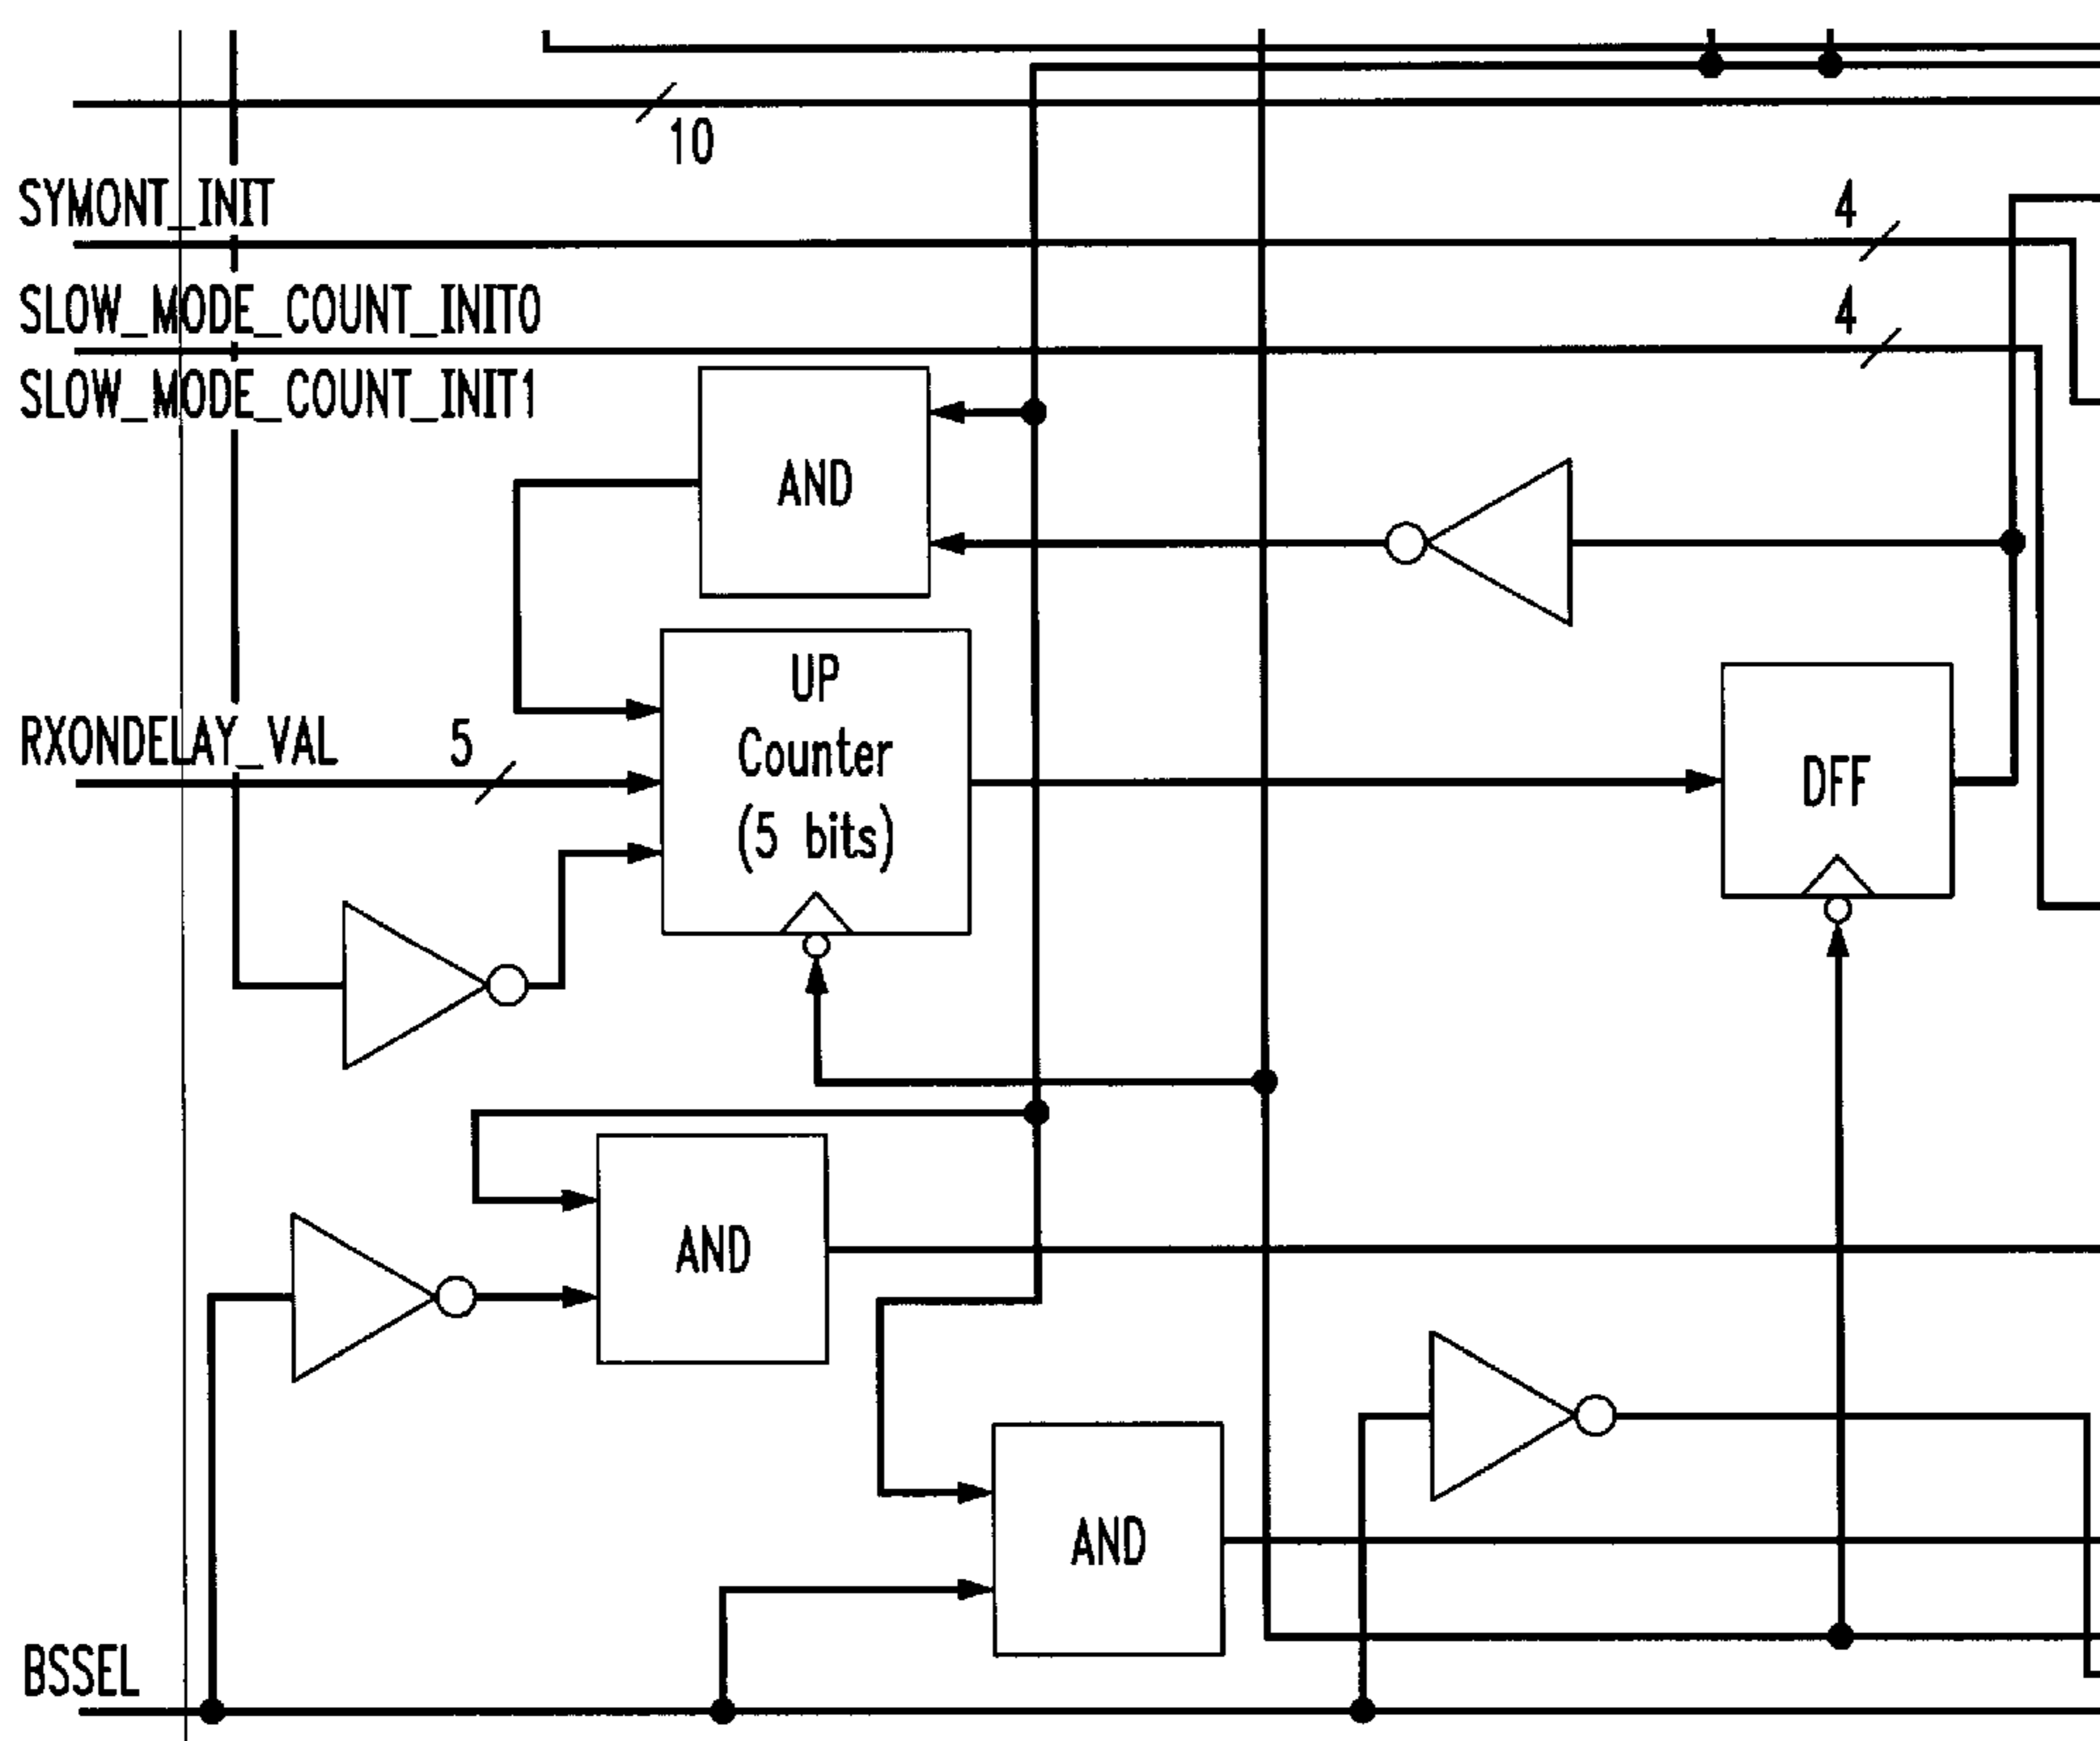 10
SYMONT_INIT
4
SLOW_MODE_COUNT_INIT0
4
SLOW_MODE_COUNT_INIT1
AND
UP
Counter
(5 bits)
RXONDELAY_VAL
5
DFF
AND
AND
BSSEL